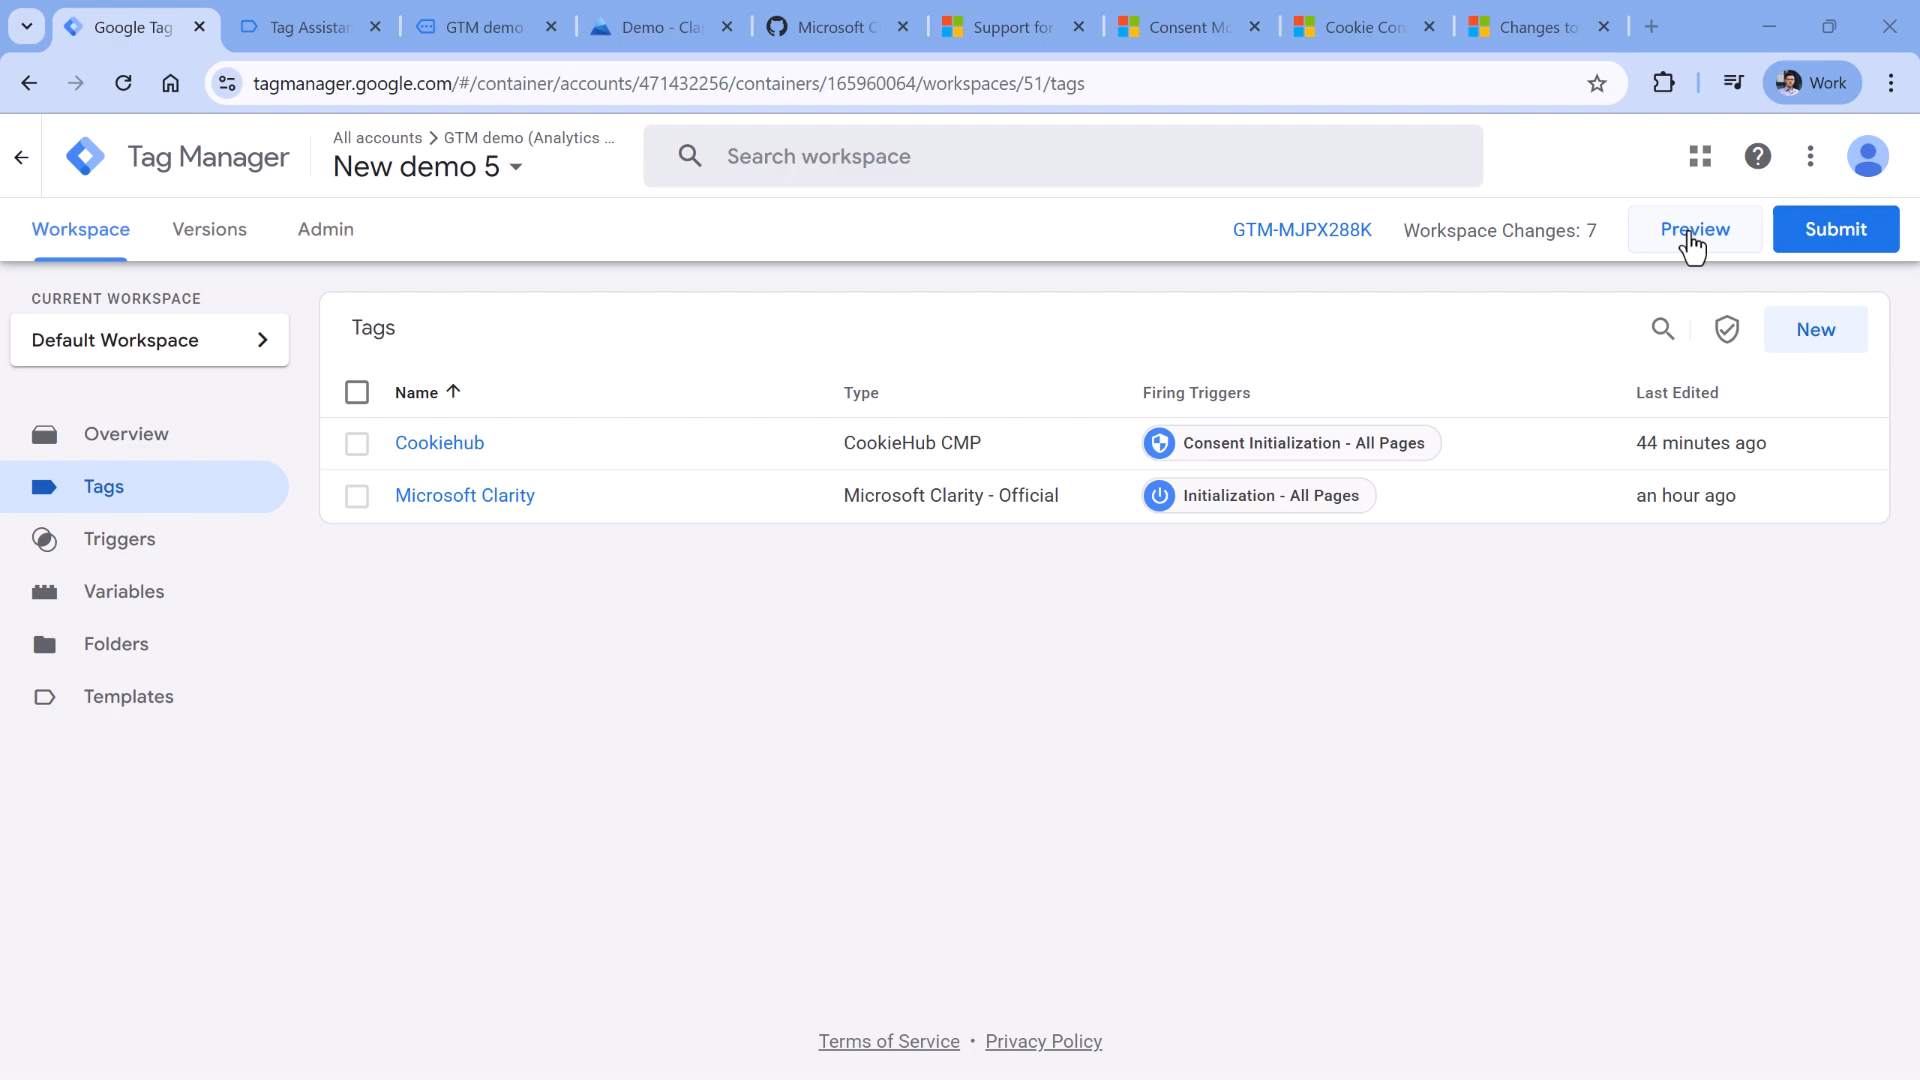 Google Tag
Tag Assistan
GTM demo
Demo - Cla
Microsoft C
Support for
Consent Mo
Cookie Con
Changes to
tagmanager.google.com/#/container/accounts/471432256/containers/165960064/workspaces/51/tags
Work
Tag Manager
All accounts > GTM demo (Analytics ...
New demo 5
Search workspace
Workspace
Versions
Admin
GTM-MJPX288K
Workspace Changes: 7
Preview
Submit
CURRENT WORKSPACE
Default Workspace
Overview
Tags
Triggers
Variables
Folders
Templates
Tags
New
Name
Type
Firing Triggers
Last Edited
Cookiehub
CookieHub CMP
Consent Initialization - All Pages
44 minutes ago
Microsoft Clarity
Microsoft Clarity - Official
Initialization - All Pages
an hour ago
Terms of Service • Privacy Policy